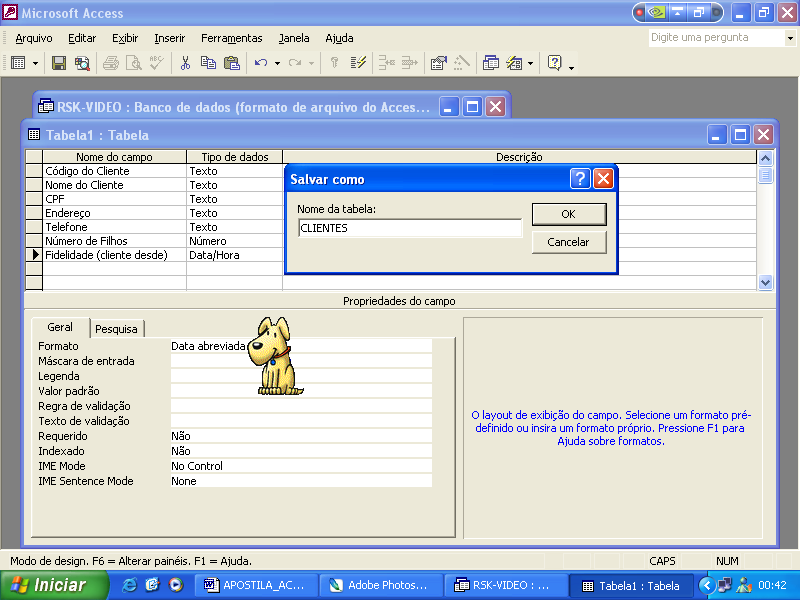 Microsoft Access
Arquivo Editar Exibir Inserir Ferramentas Janela Ajuda
Digite uma pergunta
RSK-VIDEO : Banco de dados (formato de arquivo do Acces...
Tabela1 : Tabela
Nome do campo Tipo de dados Descrição
Código do Cliente Texto
Nome do Cliente Texto
CPF Texto
Endereço Texto
Telefone Texto
Número de Filhos Número
Fidelidade (cliente desde) Data/Hora
Salvar como
Nome da tabela:
CLIENTES
OK
Cancelar
Propriedades do campo
Geral Pesquisa
Formato Data abreviada
Máscara de entrada
Legenda
Valor padrão
Regra de validação
Texto de validação
Requerido Não
Indexado Não
IME Mode No Control
IME Sentence Mode None
O layout de exibição do campo. Selecione um formato pré-
definido ou insira um formato próprio. Pressione F1 para
Ajuda sobre formatos.
Modo de design. F6 = Alterar painéis. F1 = Ajuda. CAPS NUM
Iniciar APOSTILA_AC... Adobe Photos... RSK-VIDEO : ... Tabela1 : Tabela 00:42